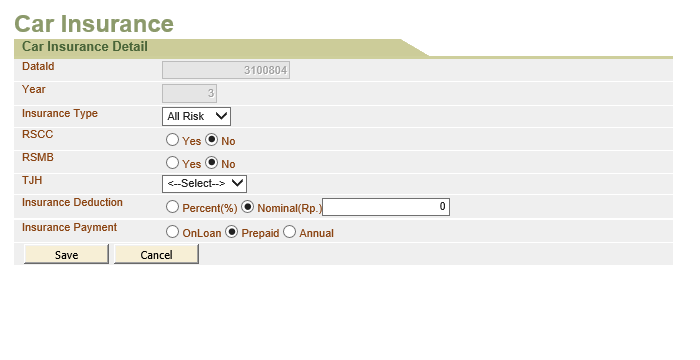 Car Insurance
Car Insurance Detail
DataId 3100804
Year 3
Insurance Type All Risk
RSCC Yes No
RSMB Yes No
TJH <--Select-->
Insurance Deduction Percent(%) Nominal(Rp.) 0
Insurance Payment OnLoan Prepaid Annual
Save Cancel